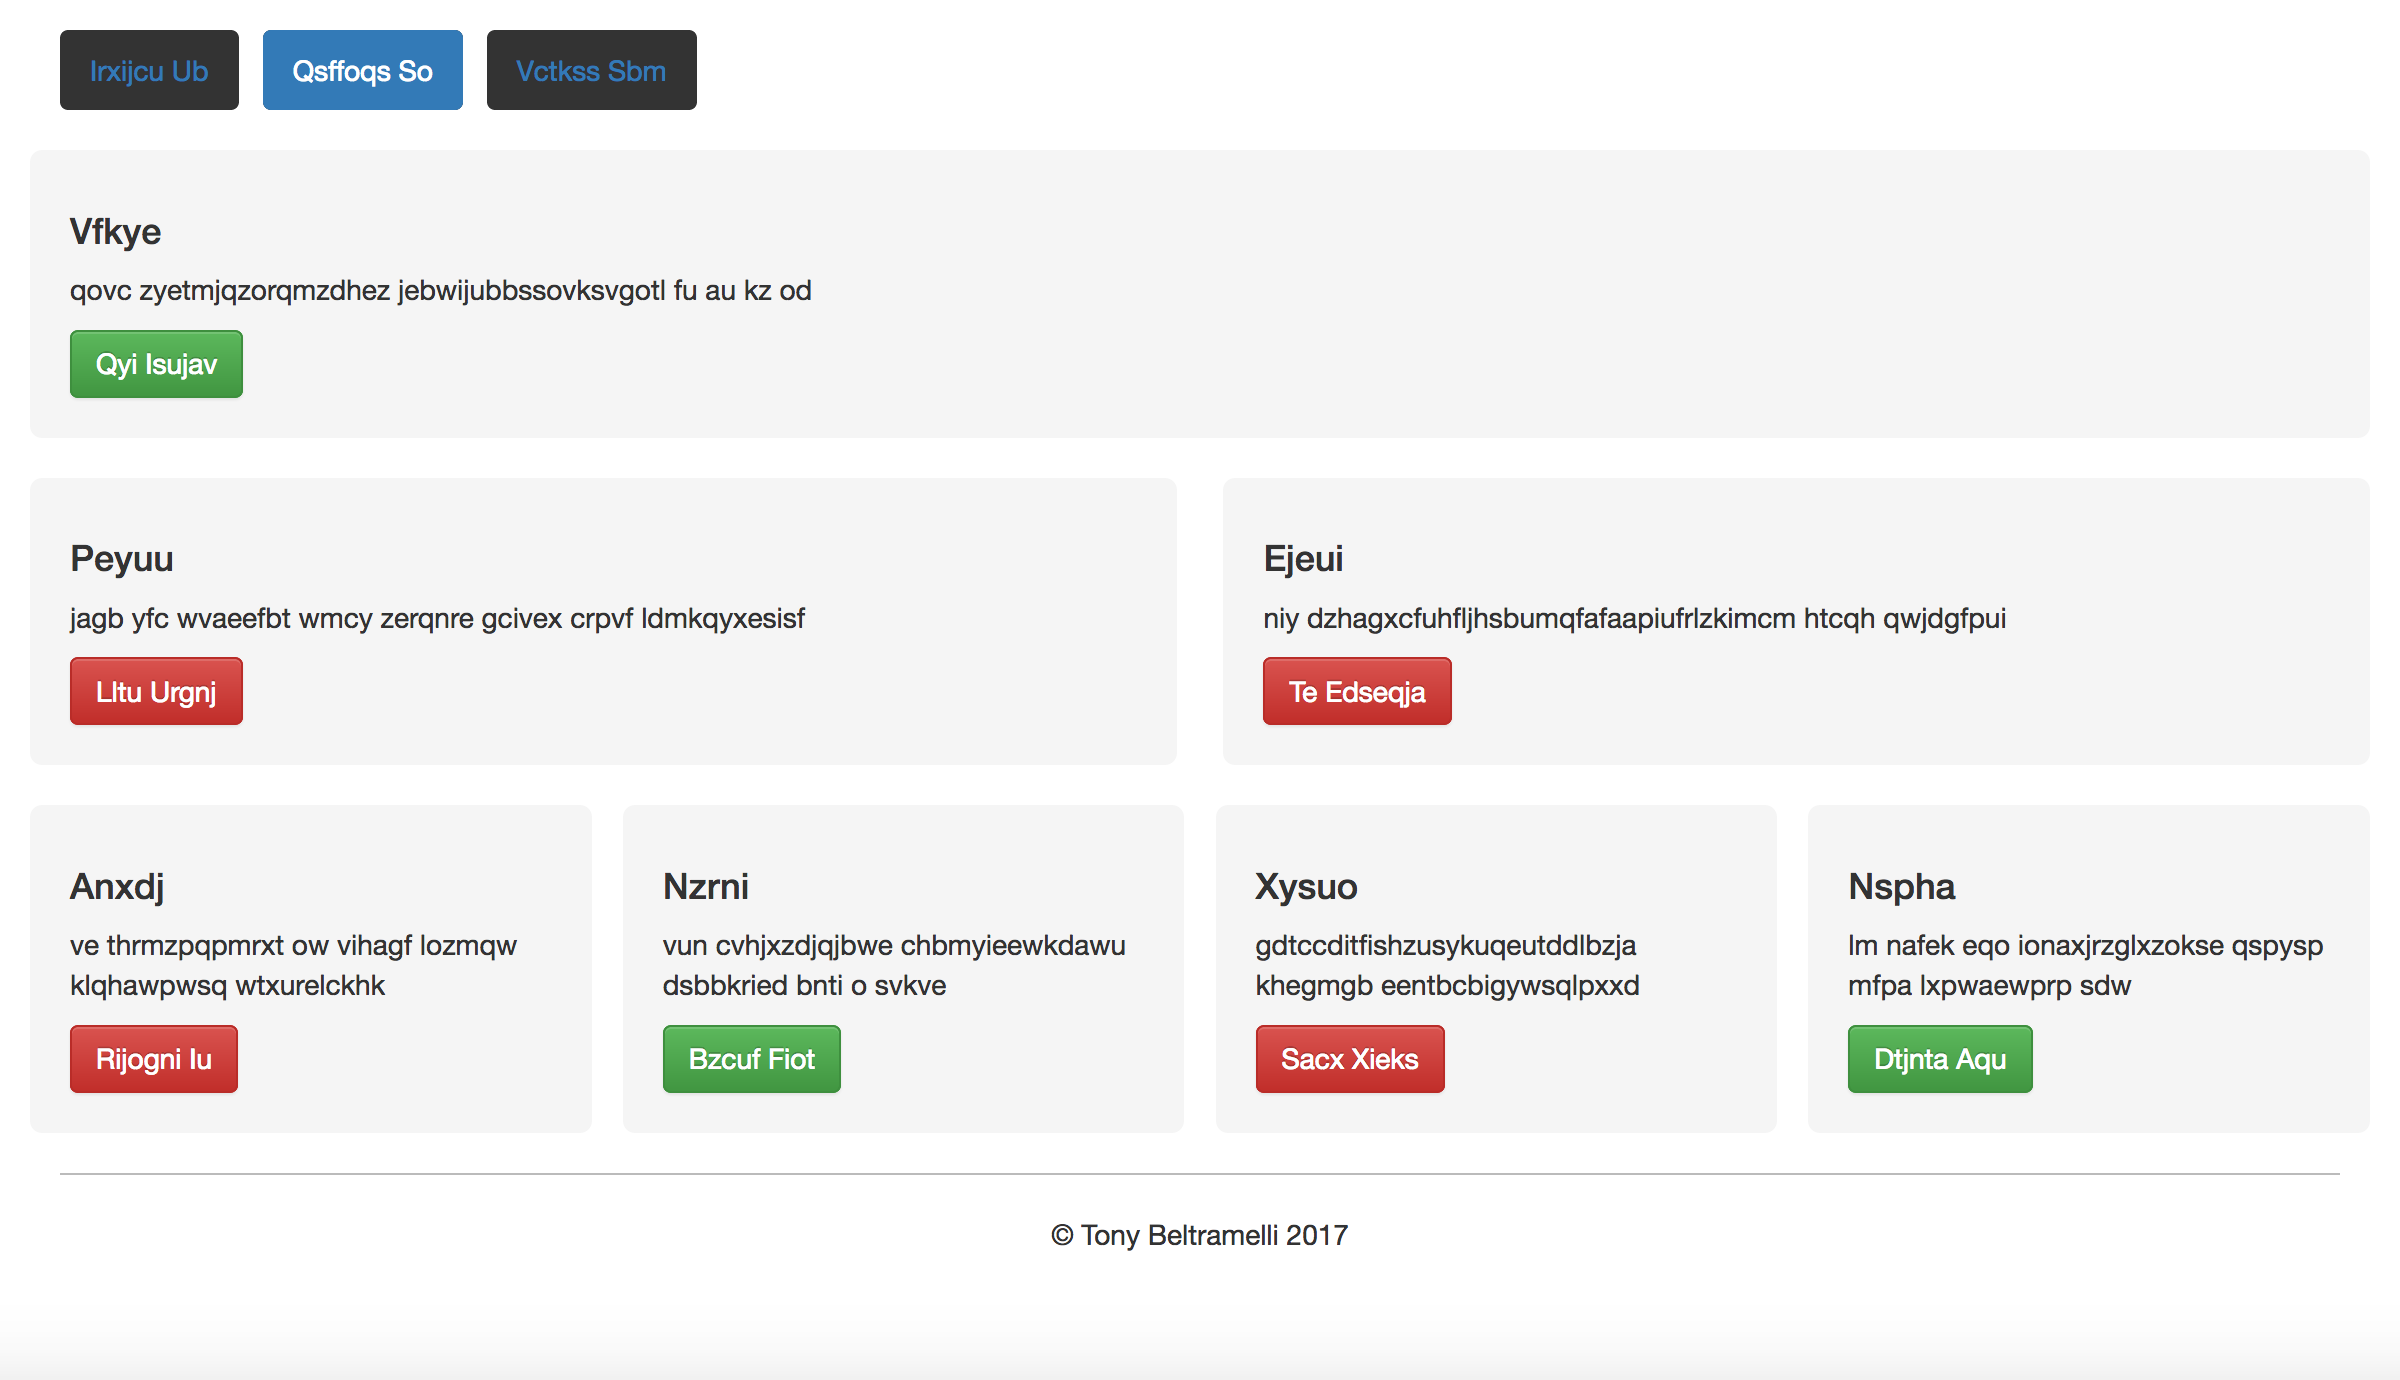 Irxijcu Ub
Qsffoqs So
Vctkss Sbm
Vfkye
qovc zyetmjqzorqmzdhez jebwijubbssovksvgotl fu au kz od
Qyi Isujav
Peyuu
jagb yfc wvaeefbt wmcy zerqnre gcivex crpvf ldmkqyxesisf
Lltu Urgnj
Ejeui
niy dzhagxcfuhfljhsbumqfafaapiufrlzkimcm htcqh qwjdgfpui
Te Edseqja
Anxdj
ve thrmzpqpmrxt ow vihagf lozmqw
klqhawpwsq wtxurelckhk
Rijogni Iu
Nzrni
vun cvhjxzdjqjbwe chbmyieewkdawu
dsbbkried bnti o svkve
Bzcuf Fiot
Xysuo
gdtccditfishzusykuqeutddlbzja
khegmgb eentbcbigywsqlpxxd
Sacx Xieks
Nspha
lm nafek eqo ionaxjrzglxzokse qspysp
mfpa lxpwaewprp sdw
Dtjnta Aqu
© Tony Beltramelli 2017